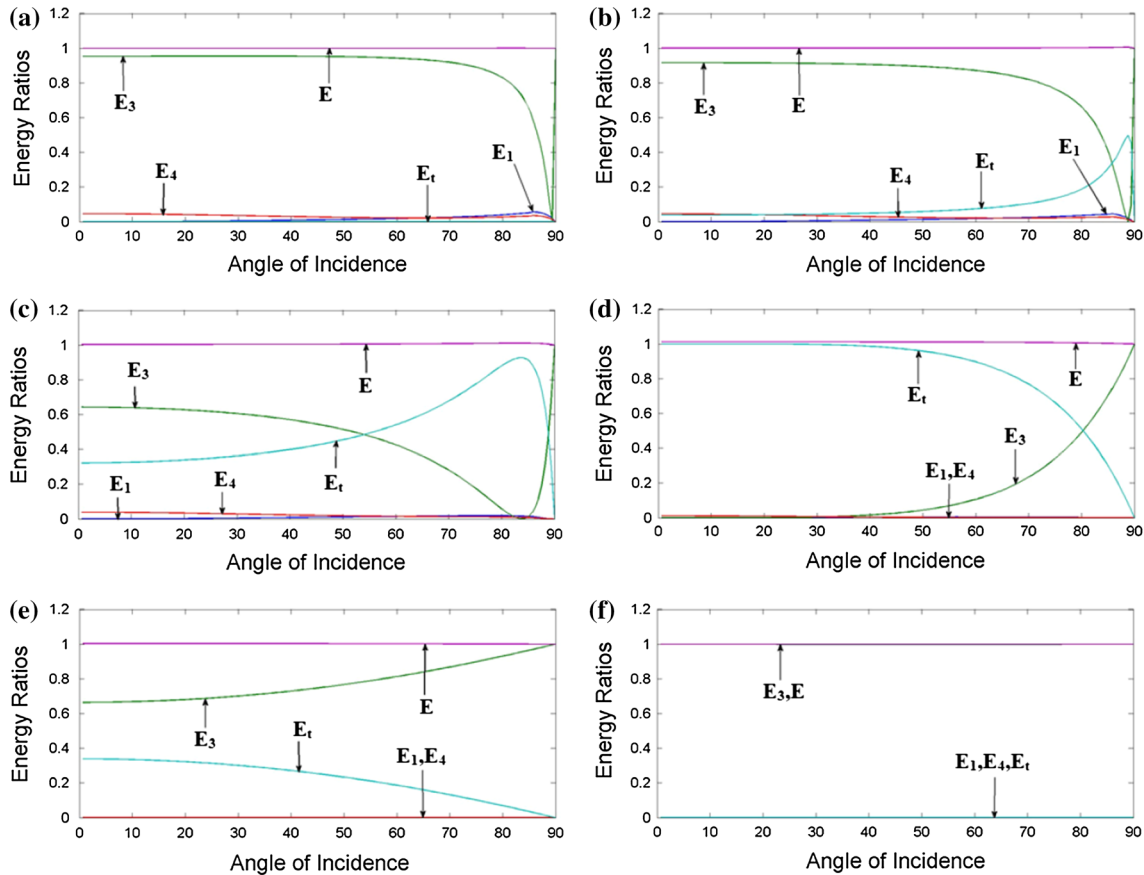 (a)
1.2
1
0.8
0.6
0.4
0.2
0
Energy Ratios
E₃
E
E₄
Eₜ
E₁
0 10 20 30 40 50 60 70 80 90
Angle of Incidence
(b)
1.2
1
0.8
0.6
0.4
0.2
0
Energy Ratios
E₃
E
E₄
Eₜ
E₁
0 10 20 30 40 50 60 70 80 90
Angle of Incidence
(c)
1.2
1
0.8
0.6
0.4
0.2
0
Energy Ratios
E₃
E
E₁
E₄
Eₜ
0 10 20 30 40 50 60 70 80 90
Angle of Incidence
(d)
1.2
1
0.8
0.6
0.4
0.2
0
Energy Ratios
Eₜ
E
E₃
E₁,E₄
0 10 20 30 40 50 60 70 80 90
Angle of Incidence
(e)
1.2
1
0.8
0.6
0.4
0.2
0
Energy Ratios
E
E₃
Eₜ
E₁,E₄
0 10 20 30 40 50 60 70 80 90
Angle of Incidence
(f)
1.2
1
0.8
0.6
0.4
0.2
0
Energy Ratios
E₃,E
E₁,E₄,Eₜ
0 10 20 30 40 50 60 70 80 90
Angle of Incidence